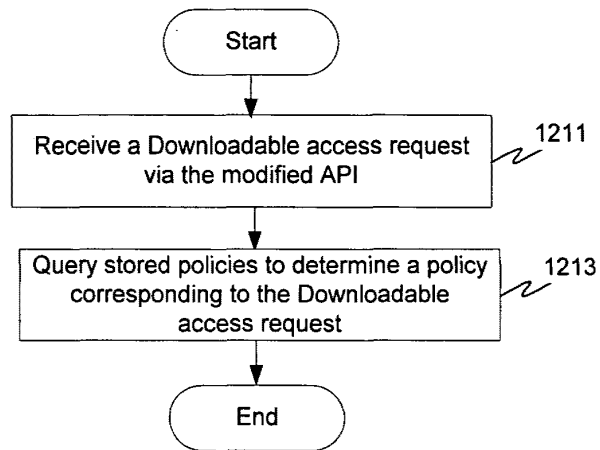 Start
Receive a Downloadable access request
via the modified API
1211
Query stored policies to determine a policy
corresponding to the Downloadable
access request
1213
End